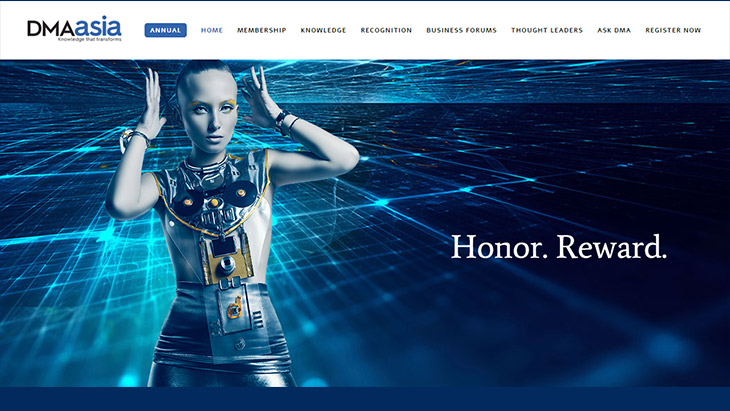 DMAasia
Knowledge that transforms
ANNUAL HOME MEMBERSHIP KNOWLEDGE RECOGNITION BUSINESS FORUMS THOUGHT LEADERS ASK DMA REGISTER NOW
Honor. Reward.